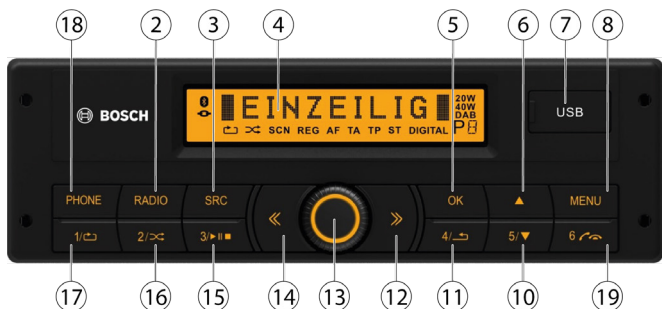 18 2 3 4 5 6 7 8
BOSCH
EINZEILIG
20W
40W
DAB
SCN REG AF TA TP ST DIGITAL P8
USB
PHONE RADIO SRC OK ▲ MENU
1/ 2/ 3/ 4/ 5/▼ 6
17 16 15 14 13 12 11 10 19